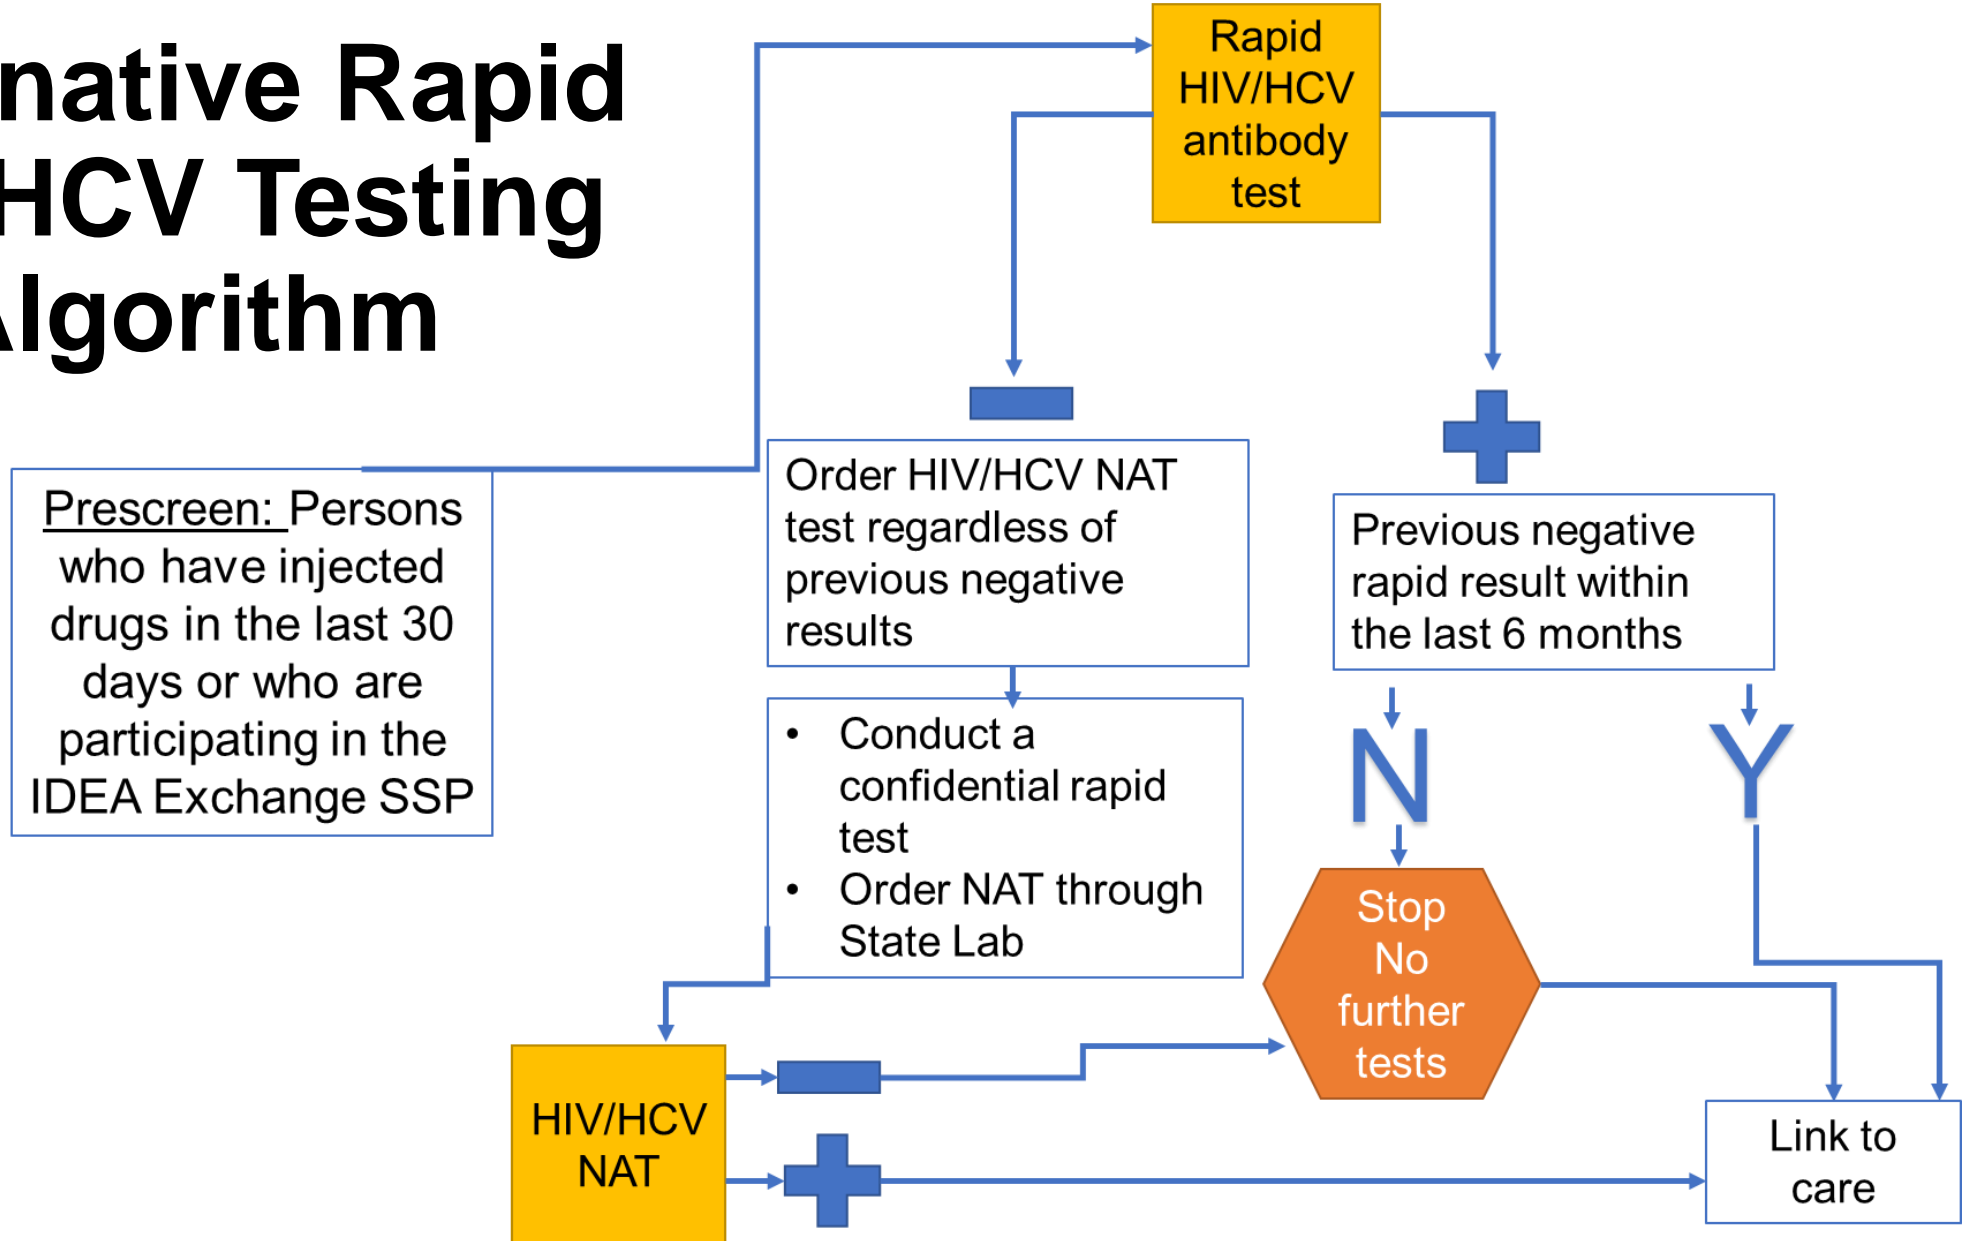 native Rapid
HCV Testing
Algorithm
Rapid
HIV/HCV
antibody
test
Prescreen: Persons
who have injected
drugs in the last 30
days or who are
participating in the
IDEA Exchange SSP
Order HIV/HCV NAT
test regardless of
previous negative
results
• Conduct a
confidential rapid
test
• Order NAT through
State Lab
Previous negative
rapid result within
the last 6 months
N
Y
Stop
No
further
tests
HIV/HCV
NAT
Link to
care